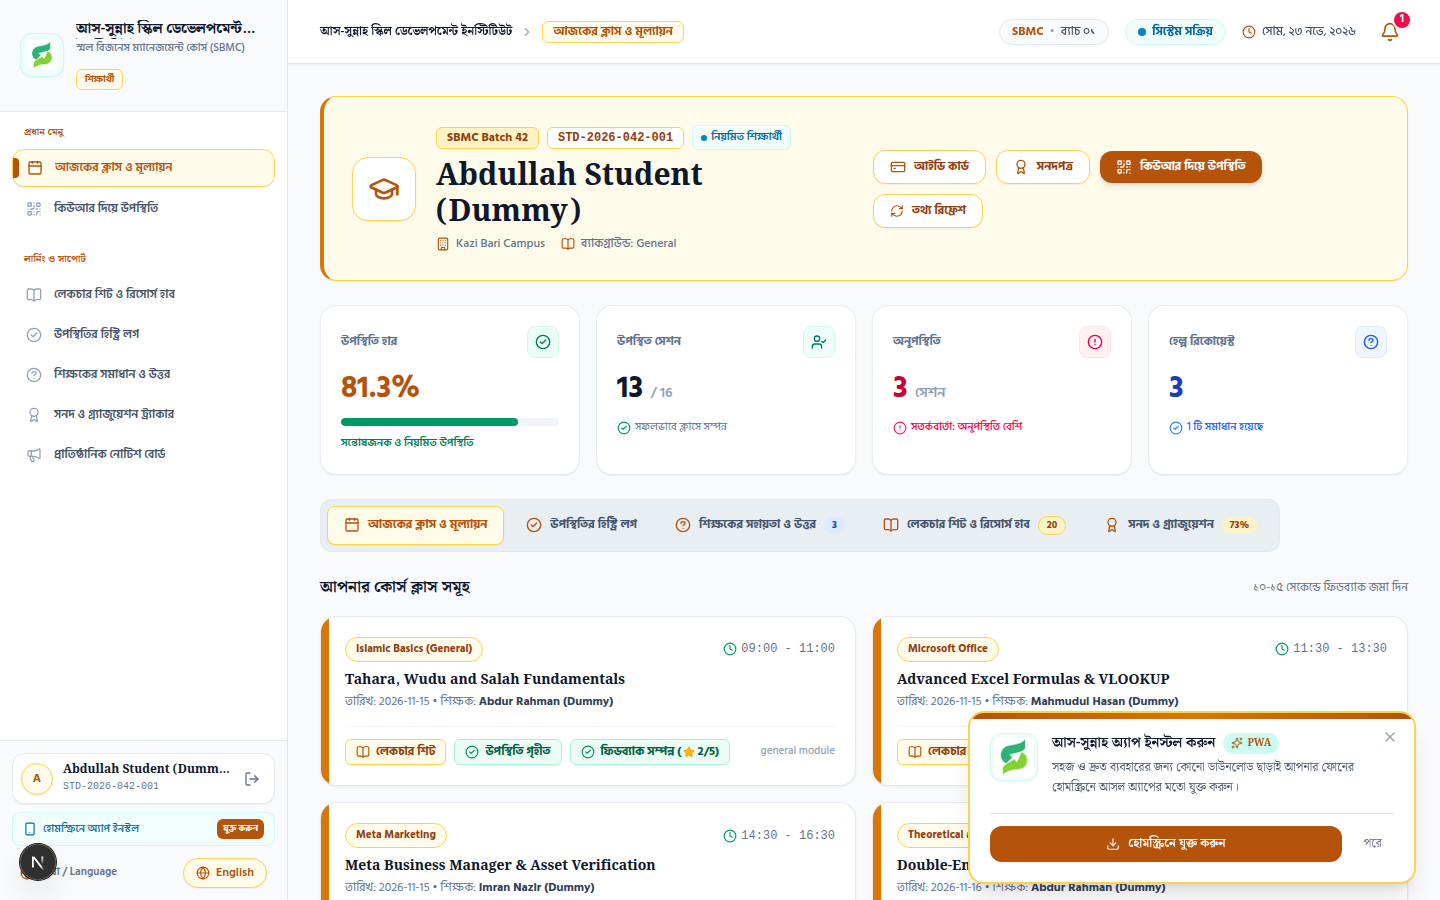 আস-সুন্নাহ স্কিল ডেভেলপমেন্ট...
স্মল বিজনেস ম্যানেজমেন্ট কোর্স (SBMC)
শিক্ষার্থী
প্রধান মেনু
আজকের ক্লাস ও মূল্যায়ন
কিউআর দিয়ে উপস্থিতি
লার্নিং ও সাপোর্ট
লেকচার শিট ও রিসোর্স হাব
উপস্থিতির হিস্ট্রি লগ
শিক্ষকের সমাধান ও উত্তর
সনদ ও গ্র্যাজুয়েশন ট্র্যাকার
প্রাতিষ্ঠানিক নোটিশ বোর্ড
A
Abdullah Student (Dumm...
STD-2026-042-001
হোমস্ক্রিনে অ্যাপ ইনস্টল
যুক্ত করুন
N
/ Language
English
আস-সুন্নাহ স্কিল ডেভেলপমেন্ট ইনস্টিটিউট
আজকের ক্লাস ও মূল্যায়ন
SBMC • ব্যাচ ০১
সিস্টেম সক্রিয়
সোম, ২৩ নভে, ২০২৬
1
SBMC Batch 42
STD-2026-042-001
নিয়মিত শিক্ষার্থী
Abdullah Student
(Dummy)
Kazi Bari Campus
ব্যাকগ্রাউন্ড: General
আইডি কার্ড
সনদপত্র
কিউআর দিয়ে উপস্থিতি
তথ্য রিফ্রেশ
উপস্থিতি হার
81.3%
সন্তোষজনক ও নিয়মিত উপস্থিতি
উপস্থিত সেশন
13 / 16
সফলভাবে ক্লাসে সম্পন্ন
অনুপস্থিতি
3 সেশন
সতর্কবার্তা: অনুপস্থিতি বেশি
হেল্প রিকোয়েস্ট
3
1 টি সমাধান হয়েছে
আজকের ক্লাস ও মূল্যায়ন
উপস্থিতির হিস্ট্রি লগ
শিক্ষকের সহায়তা ও উত্তর 3
লেকচার শিট ও রিসোর্স হাব 20
সনদ ও গ্র্যাজুয়েশন 73%
আপনার কোর্স ক্লাস সমূহ
১০-১৫ সেকেন্ডে ফিডব্যাক জমা দিন
Islamic Basics (General)
09:00 - 11:00
Tahara, Wudu and Salah Fundamentals
তারিখ: 2026-11-15 • শিক্ষক: Abdur Rahman (Dummy)
লেকচার শিট
উপস্থিতি গৃহীত
ফিডব্যাক সম্পন্ন (⭐ 2/5)
general module
Microsoft Office
11:30 - 13:30
Advanced Excel Formulas & VLOOKUP
তারিখ: 2026-11-15 • শিক্ষক: Mahmudul Hasan (Dummy)
লেকচার
Meta Marketing
14:30 - 16:30
Meta Business Manager & Asset Verification
তারিখ: 2026-11-15 • শিক্ষক: Imran Nazir (Dummy)
Theoretical
Double-En
তারিখ: 2026-11-16 • শিক্ষক: Abdur Rahman (Dummy)
আস-সুন্নাহ অ্যাপ ইনস্টল করুন
PWA
সহজ ও দ্রুত ব্যবহারের জন্য কোনো ডাউনলোড ছাড়াই আপনার ফোনের
হোমস্ক্রিনে আসল অ্যাপের মতো যুক্ত করুন।
হোমস্ক্রিনে যুক্ত করুন
পরে